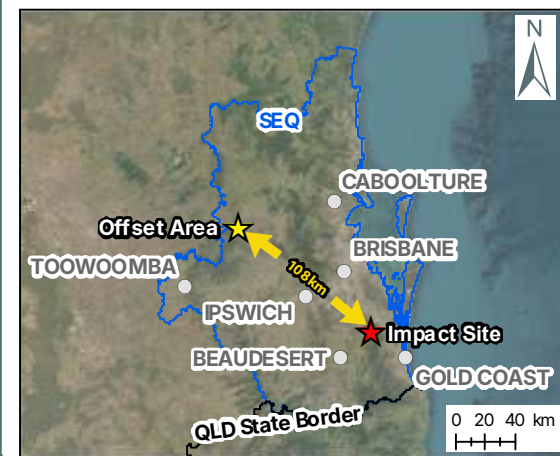 N
SEQ
CABOOLTURE
Offset Area
BRISBANE
TOOWOOMBA
108km
IPSWICH
Impact Site
BEAUDESERT
GOLD COAST
QLD State Border
0 20 40 km